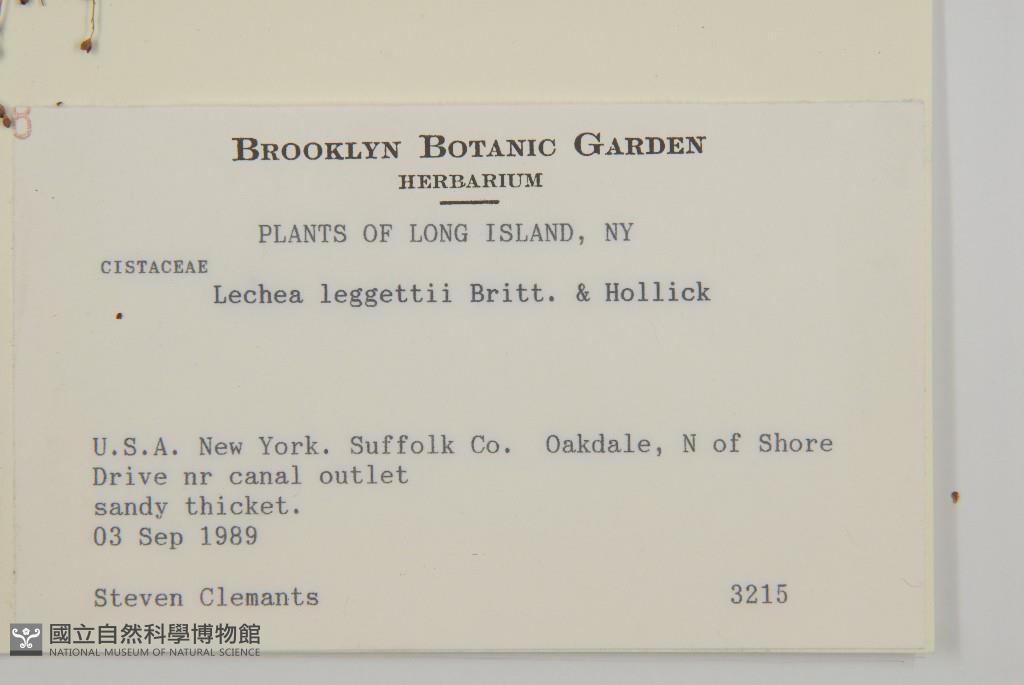 8
BROOKLYN BOTANIC GARDEN
HERBARIUM
PLANTS OF LONG ISLAND, NY
CISTACEAE
Lechea leggettii Britt. & Hollick
U.S.A. New York. Suffolk Co. Oakdale, N of Shore
Drive nr canal outlet
sandy thicket.
03 Sep 1989
Steven Clemants 3215
國立自然科學博物館
NATIONAL MUSEUM OF NATURAL SCIENCE